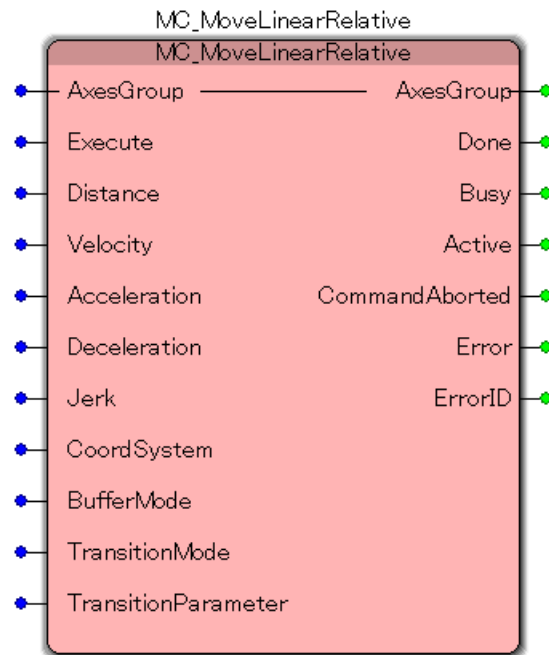 MC_MoveLinearRelative
MC_MoveLinearRelative
AxesGroup AxesGroup
Execute Done
Distance Busy
Velocity Active
Acceleration CommandAborted
Deceleration Error
Jerk ErrorID
CoordSystem
BufferMode
TransitionMode
TransitionParameter